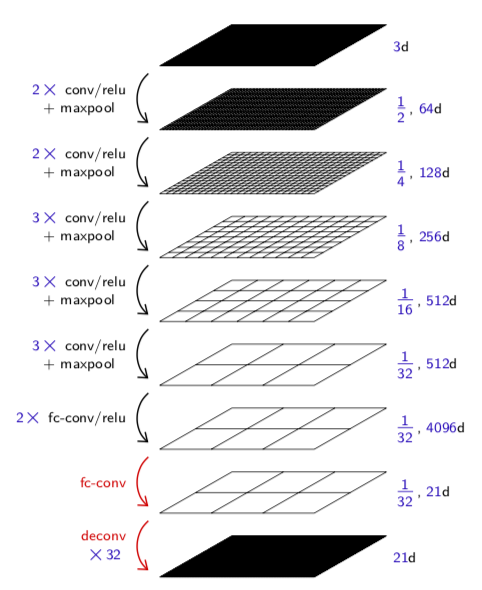 3d
2 × conv/relu
+ maxpool
1/2, 64d
2 × conv/relu
+ maxpool
1/4, 128d
3 × conv/relu
+ maxpool
1/8, 256d
3 × conv/relu
+ maxpool
1/16, 512d
3 × conv/relu
+ maxpool
1/32, 512d
2 × fc-conv/relu
1/32, 4096d
fc-conv
1/32, 21d
deconv
× 32
21d